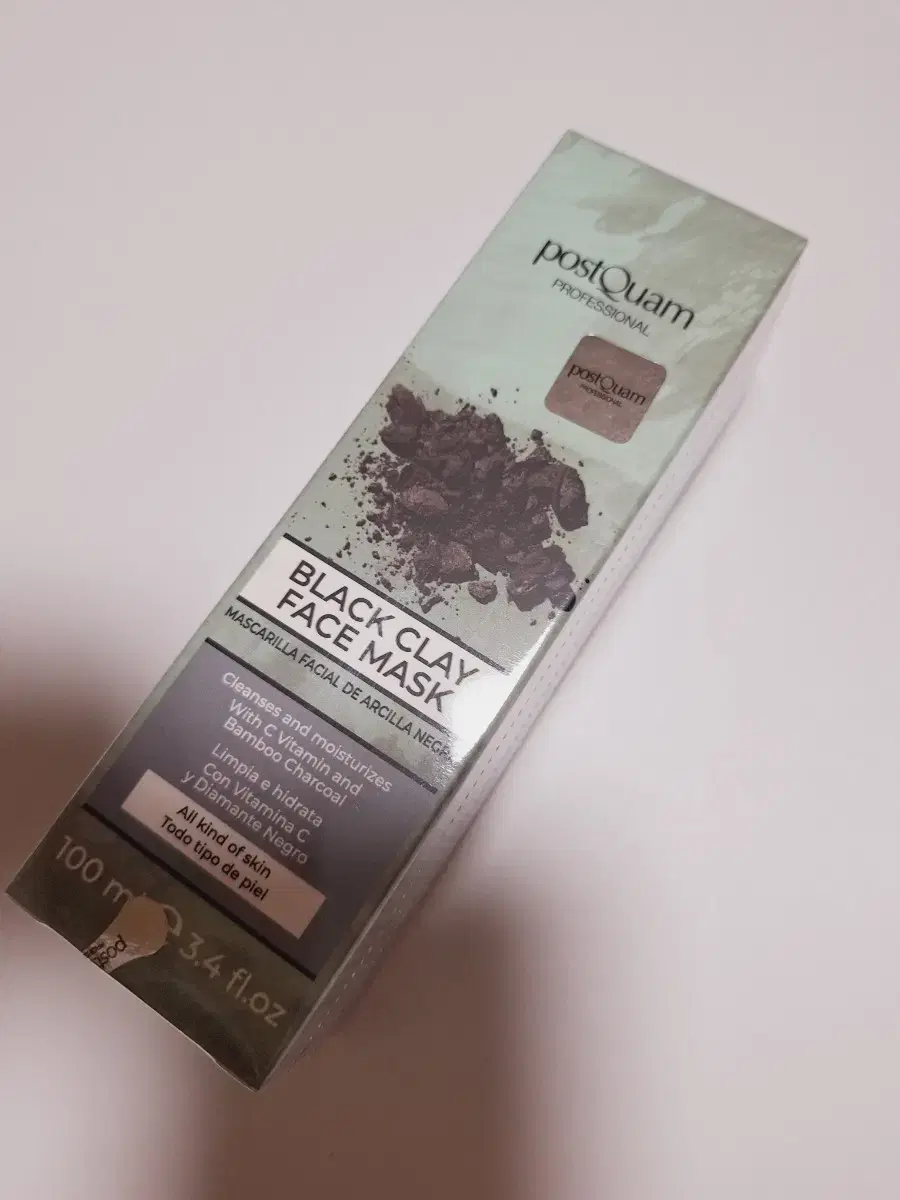 postQuam
PROFESSIONAL
postQuam
PROFESSIONAL
BLACK CLAY
FACE MASK
MASCARILLA FACIAL DE ARCILLA NEGR
Cleanses and moisturizes
With C Vitamin and
Bamboo Charcoal
Limpia e hidrata
Con Vitamina C
y Diamante Negro
All kind of skin
Todo tipo de piel
100 ml ℮ 3.4 fl.oz